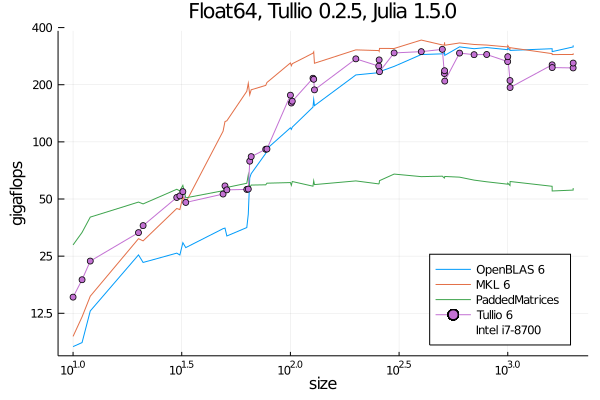 Float64, Tullio 0.2.5, Julia 1.5.0
gigaflops
400
200
100
50
25
12.5
OpenBLAS 6
MKL 6
PaddedMatrices
Tullio 6
Intel i7-8700
10^1.0 10^1.5 10^2.0 10^2.5 10^3.0
size